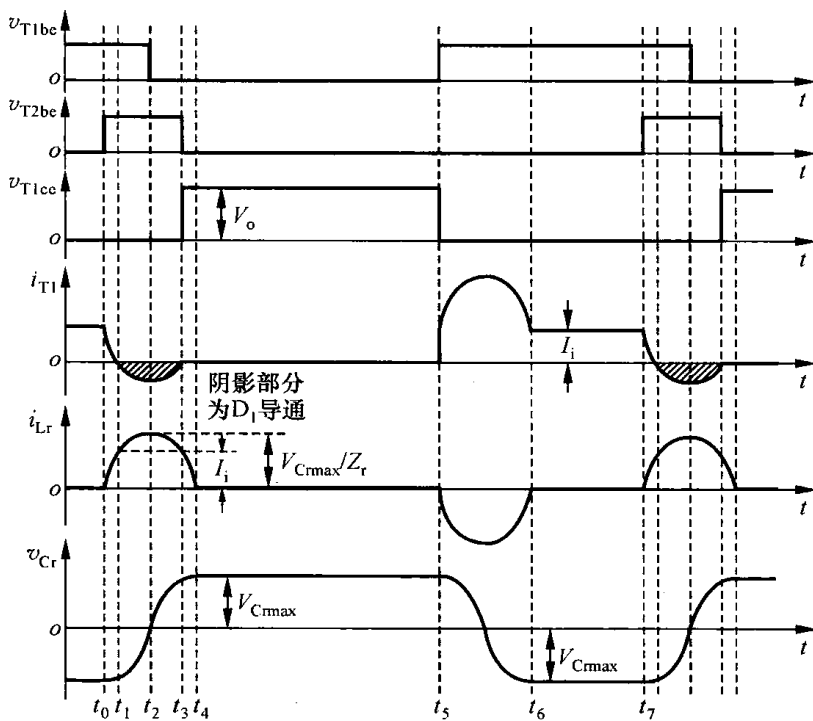 v_T1be
o
t
v_T2be
o
t
v_T1ce
V_o
o
t
i_T1
I_i
o
t
阴影部分
为D_1导通
i_Lr
I_i
V_Crmax/Z_r
o
t
v_Cr
V_Crmax
o
t
V_Crmax
t_0 t_1 t_2 t_3 t_4 t_5 t_6 t_7